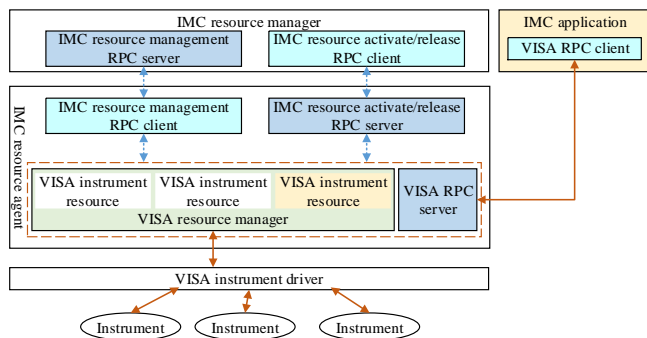 IMC resource manager
IMC resource management
RPC server
IMC resource activate/release
RPC client
IMC application
VISA RPC client
IMC resource agent
IMC resource management
RPC client
IMC resource activate/release
RPC server
VISA instrument
resource
VISA instrument
resource
VISA instrument
resource
VISA resource manager
VISA RPC
server
VISA instrument driver
Instrument
Instrument
Instrument